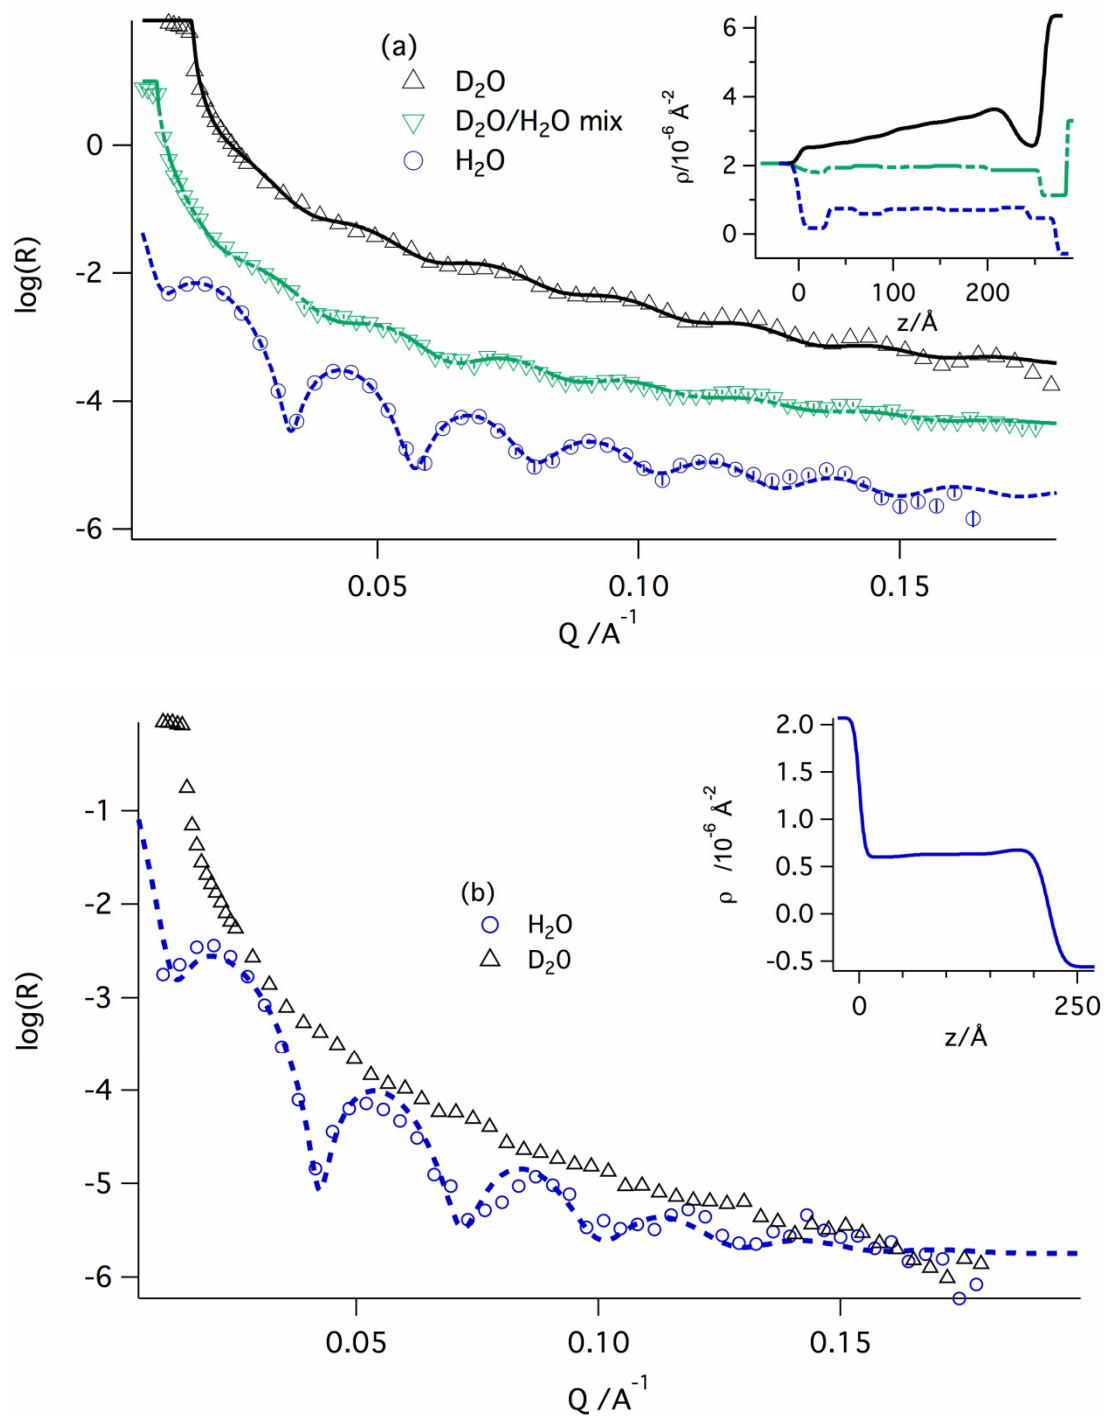 (a)
D₂O
D₂O/H₂O mix
H₂O
0
-2
-4
-6
log(R)
0.05
0.10
0.15
Q /A⁻¹
6
4
2
0
ρ/10⁻⁶ Å⁻²
0
100
200
z/Å
-1
-2
-3
-4
-5
-6
log(R)
(b)
H₂O
D₂0
0.05
0.10
0.15
Q /A⁻¹
2.0
1.5
1.0
0.5
0.0
-0.5
ρ /10⁻⁶ Å⁻²
0
250
z/Å